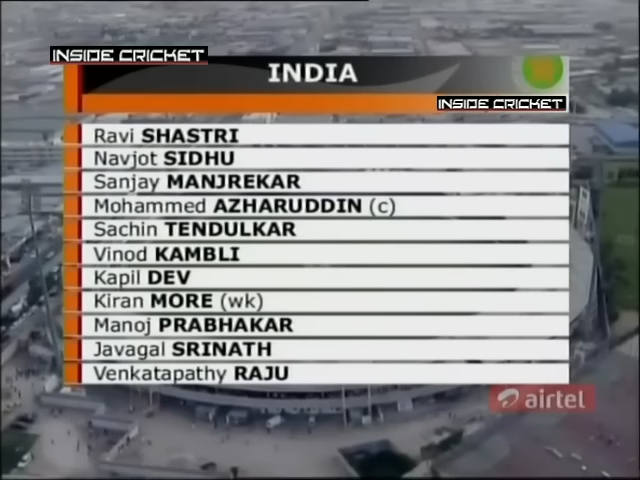 INSIDE CRICKET
INDIA
INSIDE CRICKET
Ravi SHASTRI
Navjot SIDHU
Sanjay MANJREKAR
Mohammed AZHARUDDIN (c)
Sachin TENDULKAR
Vinod KAMBLI
Kapil DEV
Kiran MORE (wk)
Manoj PRABHAKAR
Javagal SRINATH
Venkatapathy RAJU
airtel